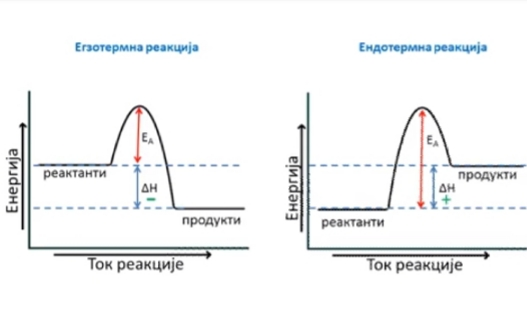 Егзотермна реакција
Енергија
реактанти
EA
ΔH
−
продукти
Ток реакције
Ендотермна реакција
Енергија
реактанти
EA
ΔH
+
продукти
Ток реакције